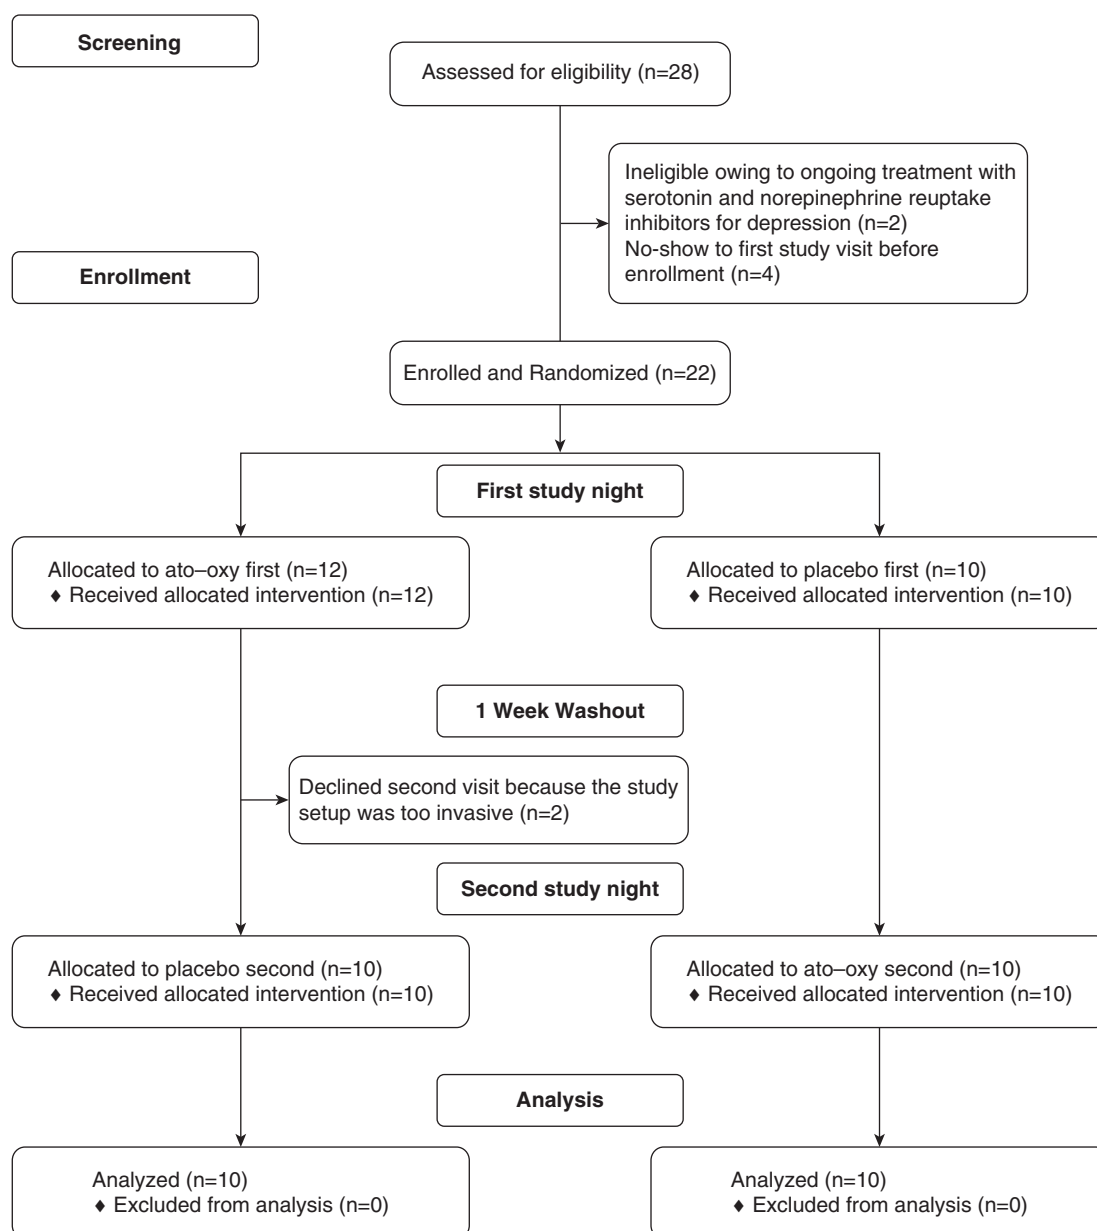 Screening
Assessed for eligibility (n=28)
Ineligible owing to ongoing treatment with
serotonin and norepinephrine reuptake
inhibitors for depression (n=2)
No-show to first study visit before
enrollment (n=4)
Enrollment
Enrolled and Randomized (n=22)
First study night
Allocated to ato–oxy first (n=12)
♦ Received allocated intervention (n=12)
Allocated to placebo first (n=10)
♦ Received allocated intervention (n=10)
1 Week Washout
Declined second visit because the study
setup was too invasive (n=2)
Second study night
Allocated to placebo second (n=10)
♦ Received allocated intervention (n=10)
Allocated to ato–oxy second (n=10)
♦ Received allocated intervention (n=10)
Analysis
Analyzed (n=10)
♦ Excluded from analysis (n=0)
Analyzed (n=10)
♦ Excluded from analysis (n=0)